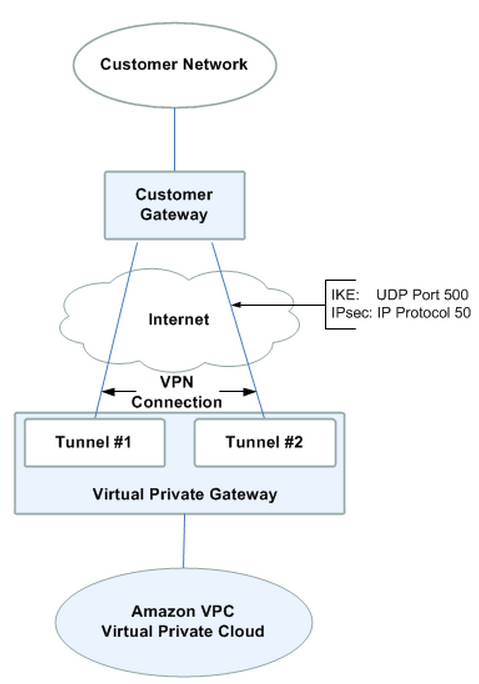 Customer Network
Customer
Gateway
IKE: UDP Port 500
IPsec: IP Protocol 50
Internet
VPN
Connection
Tunnel #1
Tunnel #2
Virtual Private Gateway
Amazon VPC
Virtual Private Cloud